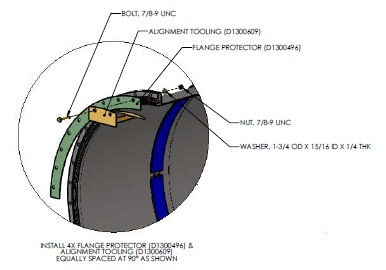 BOLT, 7/8-9 UNC
ALIGNMENT TOOLING (D1300609)
FLANGE PROTECTOR (D1300496)
NUT, 7/8-9 UNC
WASHER, 1-3/4 OD X 15/16 ID X 1/4 THK
INSTALL 4X FLANGE PROTECTOR (D1300496) &
ALIGNMENT TOOLING (D1300609)
EQUALLY SPACED AT 90° AS SHOWN